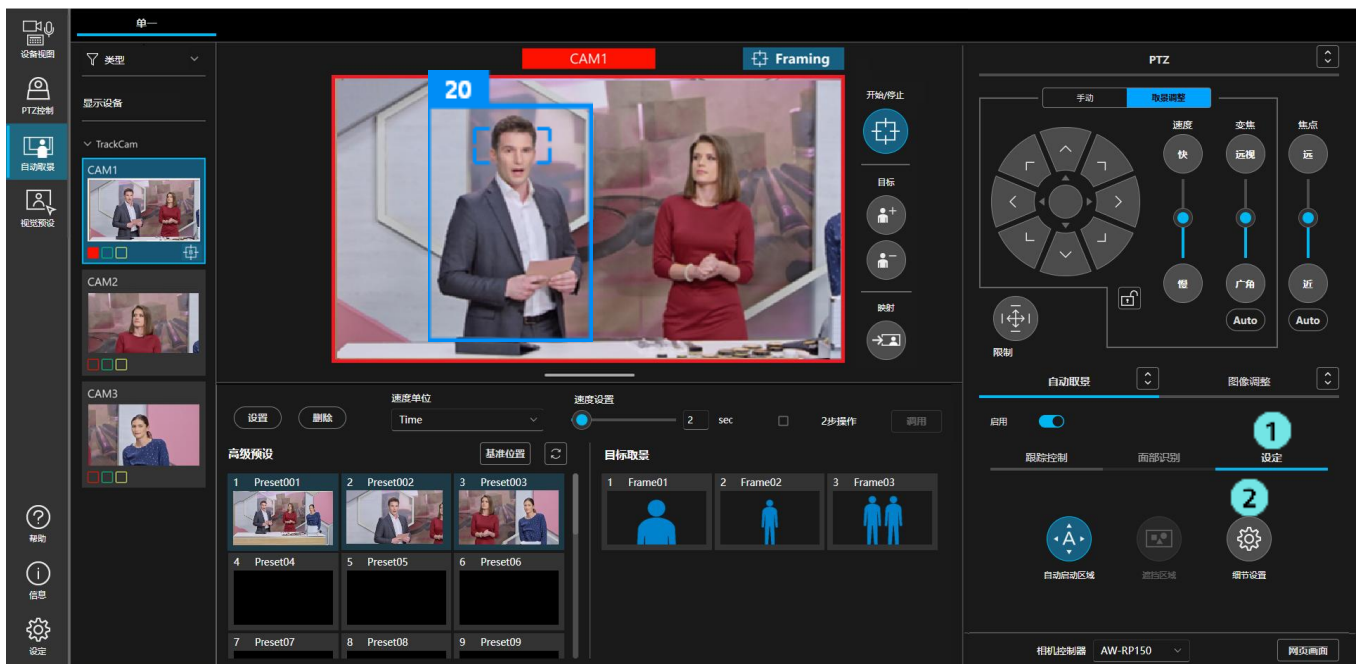 单一
设备视图
PTZ控制
自动取景
视觉预设
帮助
信息
设定
类型
显示设备
TrackCam
CAM1
CAM2
CAM3
CAM1
Framing
20
开始/停止
目标
映射
设置
删除
速度单位
Time
速度设置
2 sec
2步操作
调用
高级预设
基准位置
1 Preset001
2 Preset002
3 Preset003
4 Preset04
5 Preset05
6 Preset06
7 Preset07
8 Preset08
9 Preset09
目标取景
1 Frame01
2 Frame02
3 Frame03
PTZ
手动
取景调整
速度 变焦 焦点
快 远视 远
慢 广角 近
Auto Auto
限制
自动取景
图像调整
启用
1
跟踪控制 面部识别 设定
2
A
自动启动区域 遮挡区域 细节设置
相机控制器 AW-RP150
网页画面